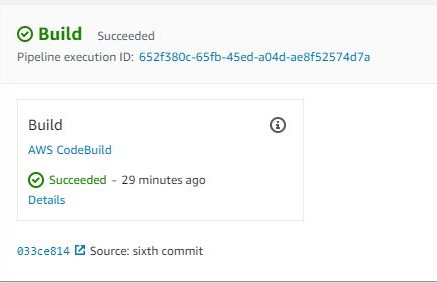 Build Succeeded
Pipeline execution ID: 652f380c-65fb-45ed-a04d-ae8f52574d7a
Build
AWS CodeBuild
Succeeded - 29 minutes ago
Details
033ce814 Source: sixth commit